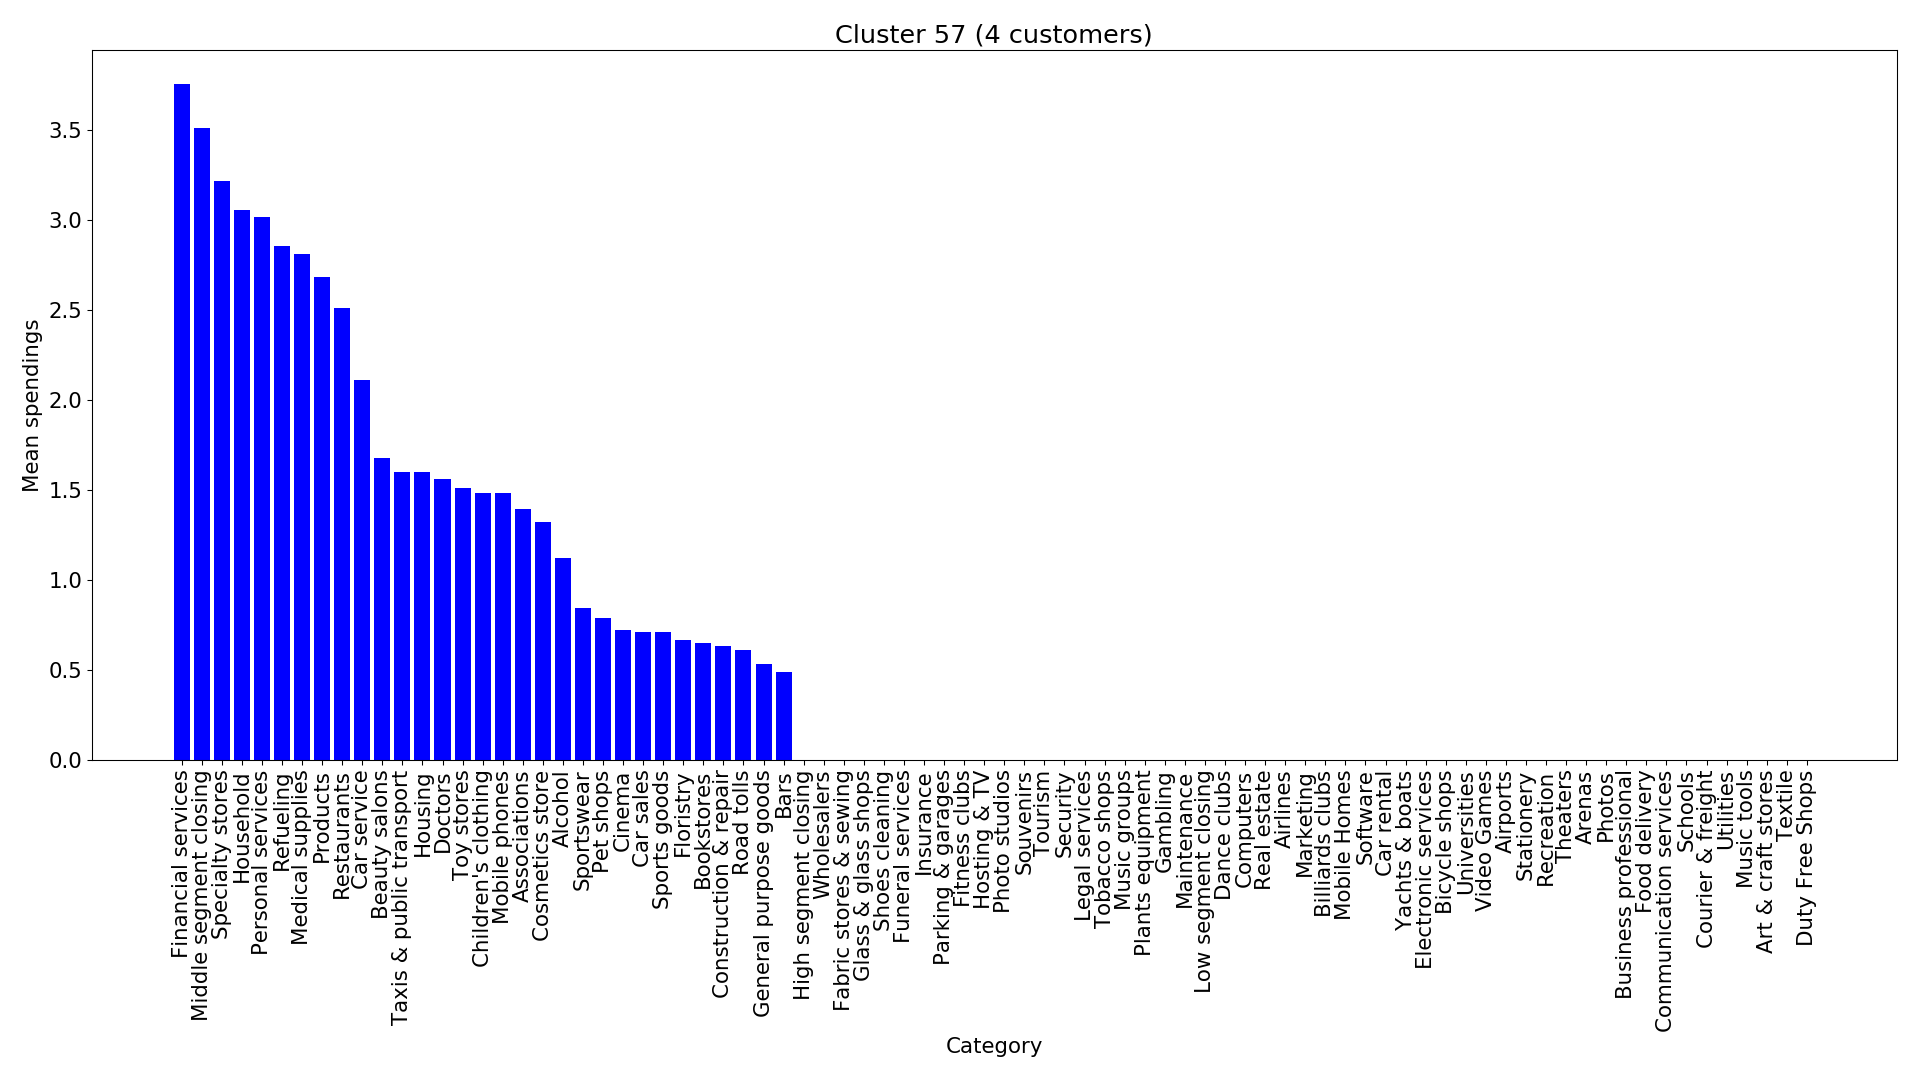 Cluster 57 (4 customers)
Mean spendings
3.5
3.0
2.5
2.0
1.5
1.0
0.5
0.0
Financial services
Middle segment closing
Specialty stores
Household
Personal services
Refueling
Medical supplies
Products
Restaurants
Car service
Beauty salons
Taxis & public transport
Housing
Doctors
Toy stores
Children's clothing
Mobile phones
Associations
Cosmetics store
Alcohol
Sportswear
Pet shops
Cinema
Car sales
Sports goods
Floristry
Bookstores
Construction & repair
Road tolls
General purpose goods
Bars
High segment closing
Wholesalers
Fabric stores & sewing
Glass & glass shops
Shoes cleaning
Funeral services
Insurance
Parking & garages
Fitness clubs
Hosting & TV
Photo studios
Souvenirs
Tourism
Security
Legal services
Tobacco shops
Music groups
Plants equipment
Gambling
Maintenance
Low segment closing
Dance clubs
Computers
Real estate
Airlines
Marketing
Billiards clubs
Mobile Homes
Software
Car rental
Yachts & boats
Electronic services
Bicycle shops
Universities
Video Games
Airports
Stationery
Recreation
Theaters
Arenas
Photos
Business professional
Food delivery
Communication services
Schools
Courier & freight
Utilities
Music tools
Art & craft stores
Textile
Duty Free Shops
Category